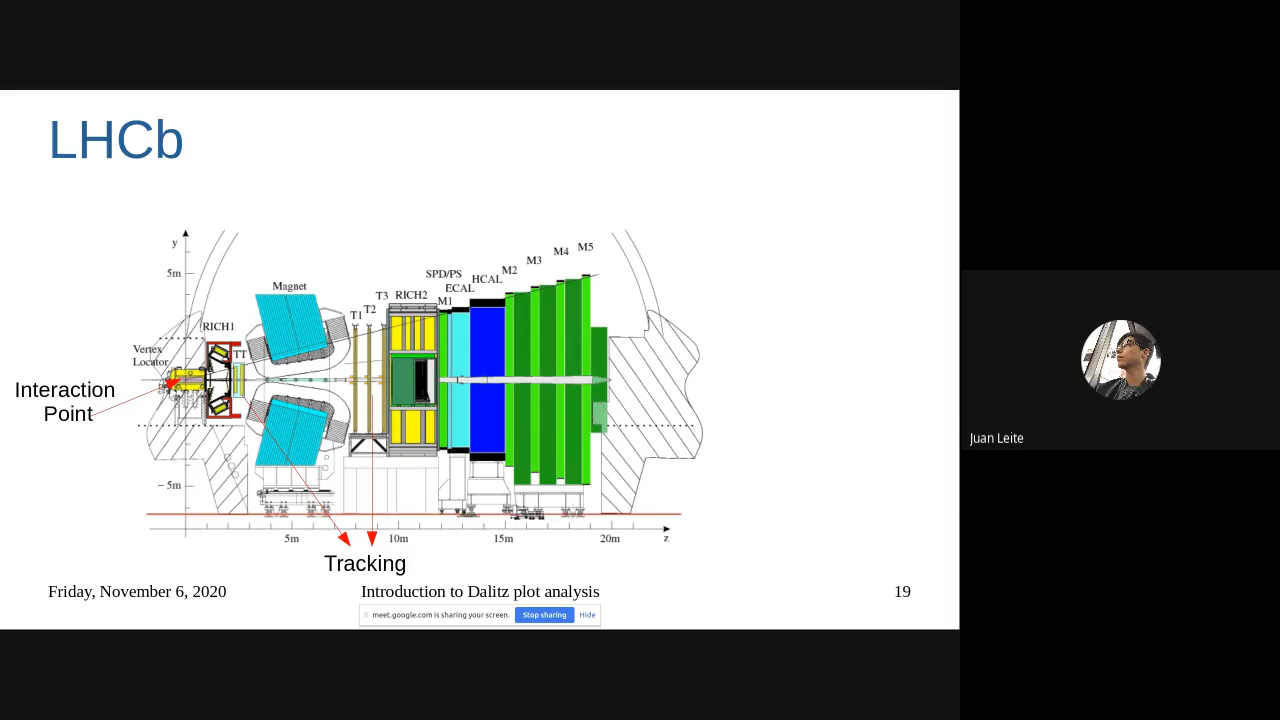 LHCb
y
5m
Magnet
RICH1
TT
Vertex
Locator
T1
T2
T3
RICH2
M1
SPD/PS
ECAL
HCAL
M2
M3
M4
M5
Interaction
Point
− 5m
5m
10m
15m
20m
z
Tracking
Friday, November 6, 2020
Introduction to Dalitz plot analysis
19
meet.google.com is sharing your screen.
Stop sharing
Hide
Juan Leite